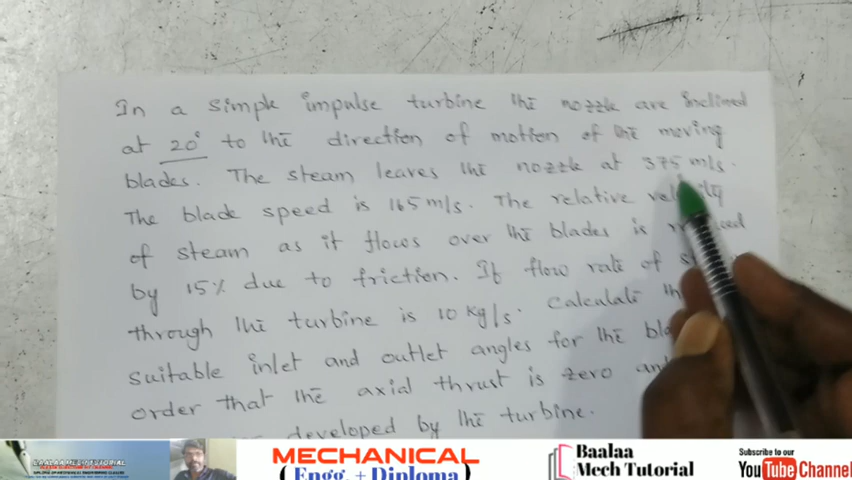 In a simple impulse turbine the nozzle are inclined
at 20° to the direction of motion of the moving
blades. The steam leaves the nozzle at 375 m/s.
The blade speed is 165 m/s. The relative
of steam as it flows over the blades is
by 15% due to friction. If flow rate of
through the turbine is 10 kg/s. Calculate
suitable inlet and outlet angles for the
order that the axial thrust is zero
developed by the turbine.
BAALAA MECH TUTORIAL
MECHANICAL
(Engg. + Diploma)
Baalaa
Mech Tutorial
Subscribe to our
YouTube Channel